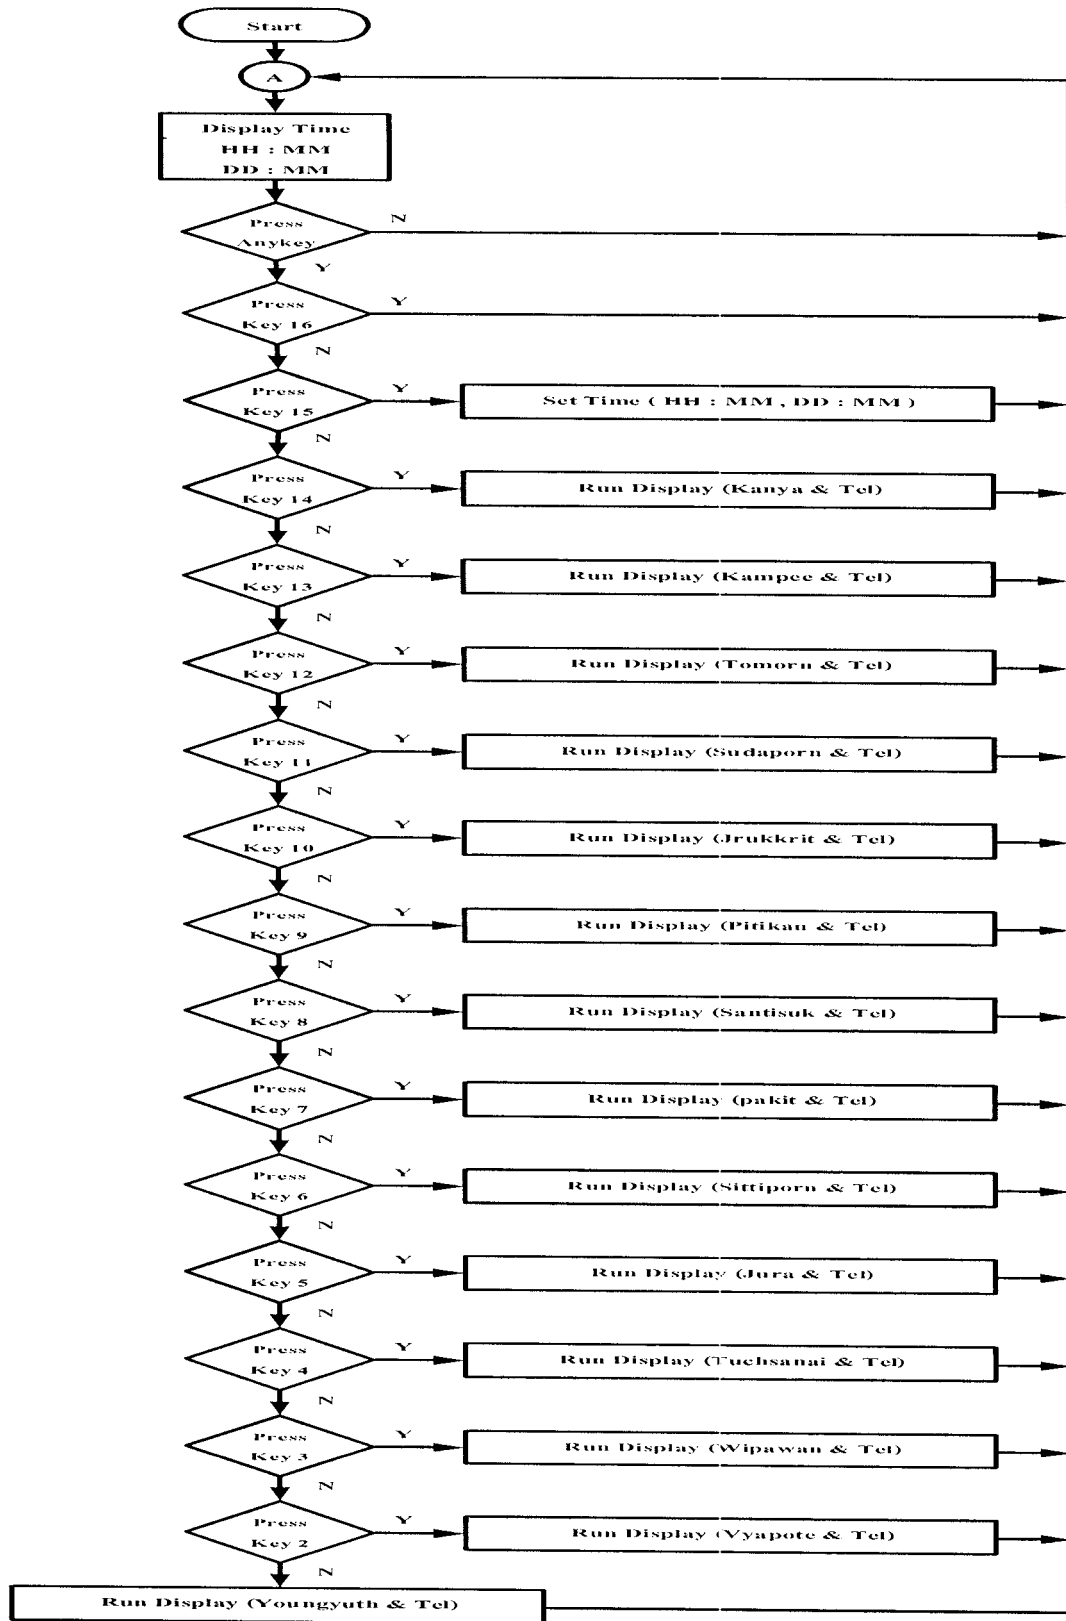 Start
A
Display Time
HH : MM
DD : MM
Press
Anykey
N
Y
Press
Key 16
Y
N
Press
Key 15
Y
Set Time ( HH : MM , DD : MM )
N
Press
Key 14
Y
Run Display (Kanya & Tel)
N
Press
Key 13
Y
Run Display (Kampee & Tel)
N
Press
Key 12
Y
Run Display (Tomorn & Tel)
N
Press
Key 11
Y
Run Display (Sudaporn & Tel)
N
Press
Key 10
Y
Run Display (Jrukkrit & Tel)
N
Press
Key 9
Y
Run Display (Pitikan & Tel)
N
Press
Key 8
Y
Run Display (Santisuk & Tel)
N
Press
Key 7
Y
Run Display (pakit & Tel)
N
Press
Key 6
Y
Run Display (Sittiporn & Tel)
N
Press
Key 5
Y
Run Display (Jura & Tel)
N
Press
Key 4
Y
Run Display (Tuchsanai & Tel)
N
Press
Key 3
Y
Run Display (Wipawan & Tel)
N
Press
Key 2
Y
Run Display (Vyapote & Tel)
N
Run Display (Youngyuth & Tel)